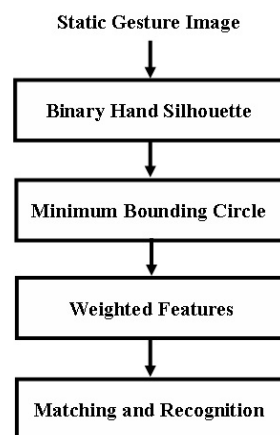 Static Gesture Image
Binary Hand Silhouette
Minimum Bounding Circle
Weighted Features
Matching and Recognition